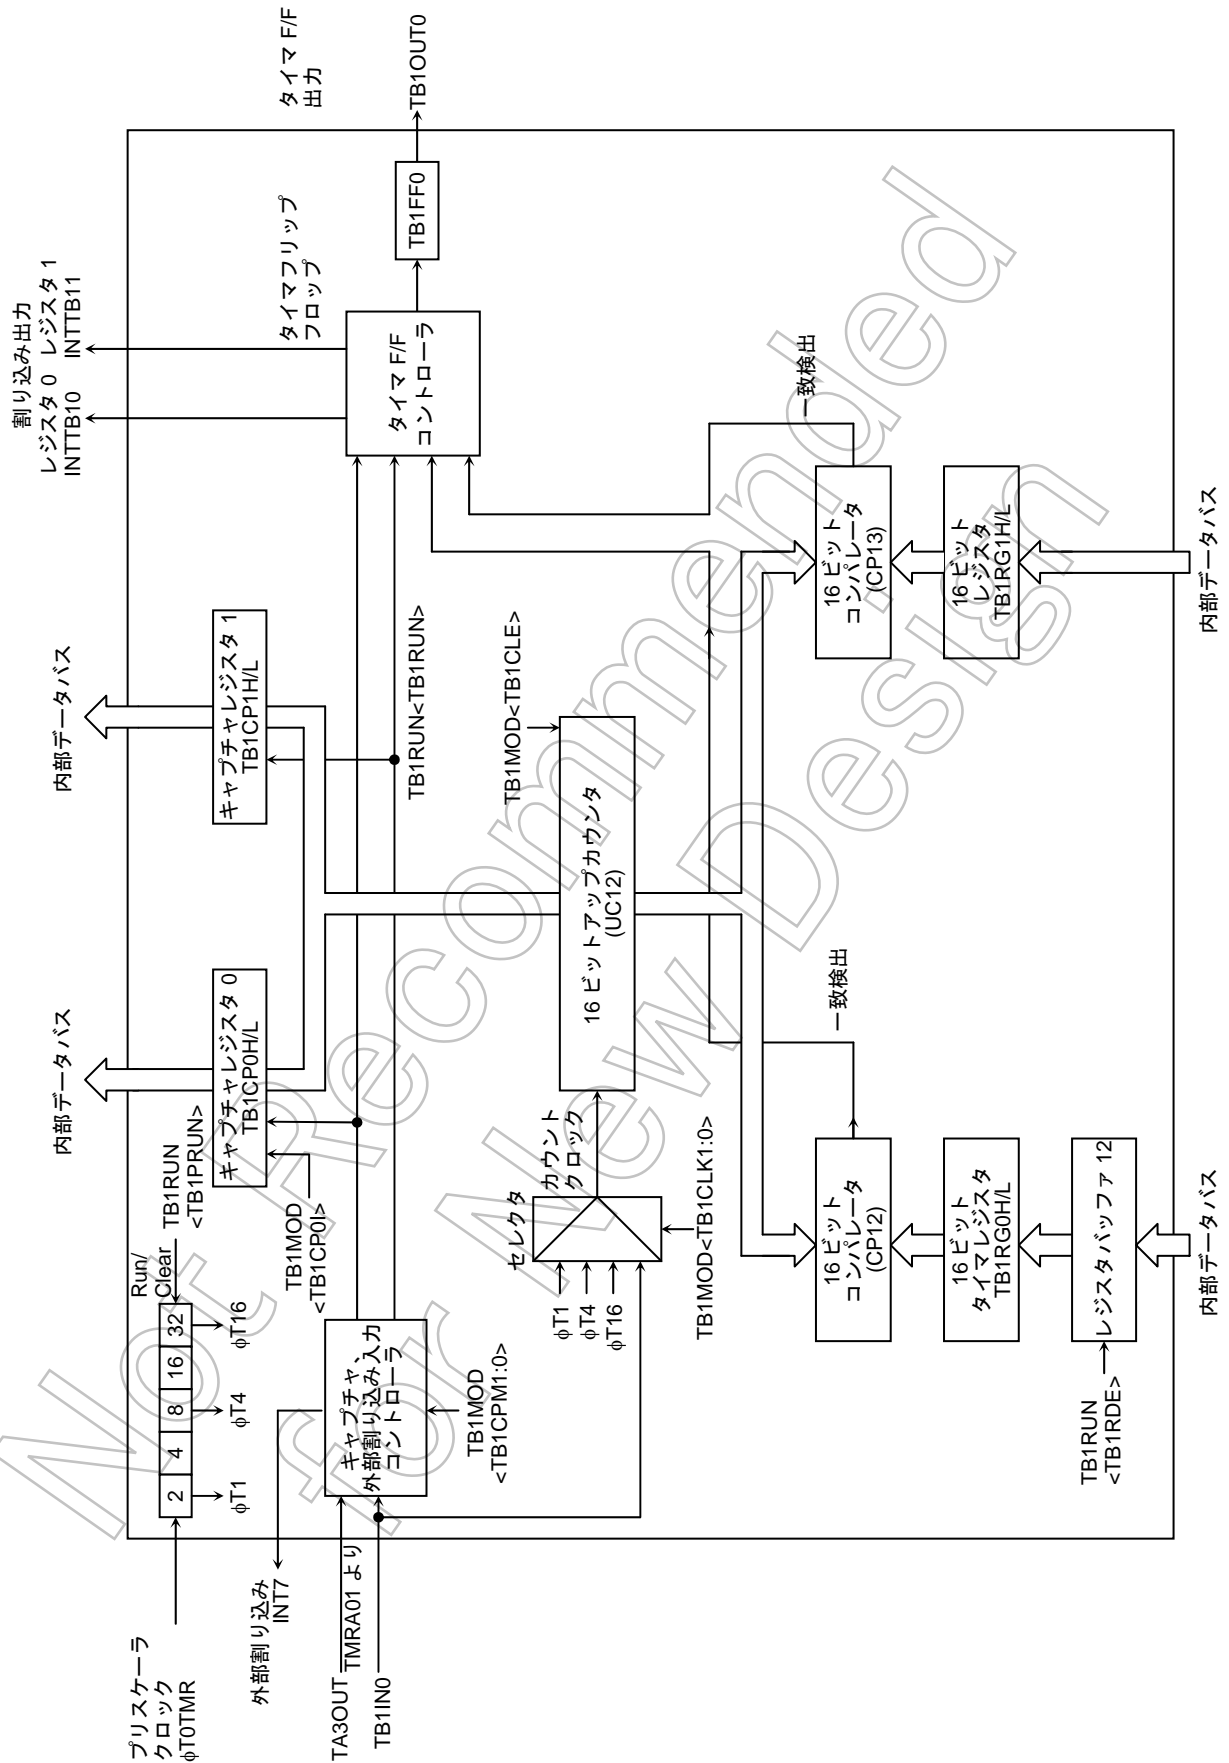 プリスケーラ
クロック
φT0TMR
2
4
8
16
32
φT1
φT4
φT16
Run/
Clear
TB1RUN
<TB1PRUN>
外部割り込み
INT7
TA3OUT
TMRA01 より
TB1IN0
キャプチャ、
外部割り込み入力
コントローラ
TB1MOD
<TB1CPM1:0>
TB1MOD
<TB1CP0I>
内部データバス
キャプチャレジスタ 0
TB1CP0H/L
内部データバス
キャプチャレジスタ 1
TB1CP1H/L
TB1RUN<TB1RUN>
割り込み出力
レジスタ 0
レジスタ 1
INTTB10
INTTB11
タイマフリップ
フロップ
タイマ F/F
コントローラ
TB1FF0
タイマ F/F
出力
TB1OUT0
セレクタ
カウント
クロック
φT1
φT4
φT16
TB1MOD<TB1CLK1:0>
16 ビットアップカウンタ
(UC12)
TB1MOD<TB1CLE>
一致検出
16 ビット
コンパレータ
(CP12)
16 ビット
タイマレジスタ
TB1RG0H/L
レジスタバッファ 12
TB1RUN
<TB1RDE>
内部データバス
一致検出
16 ビット
コンパレータ
(CP13)
16 ビット
レジスタ
TB1RG1H/L
内部データバス
Not Recommended
for New Design